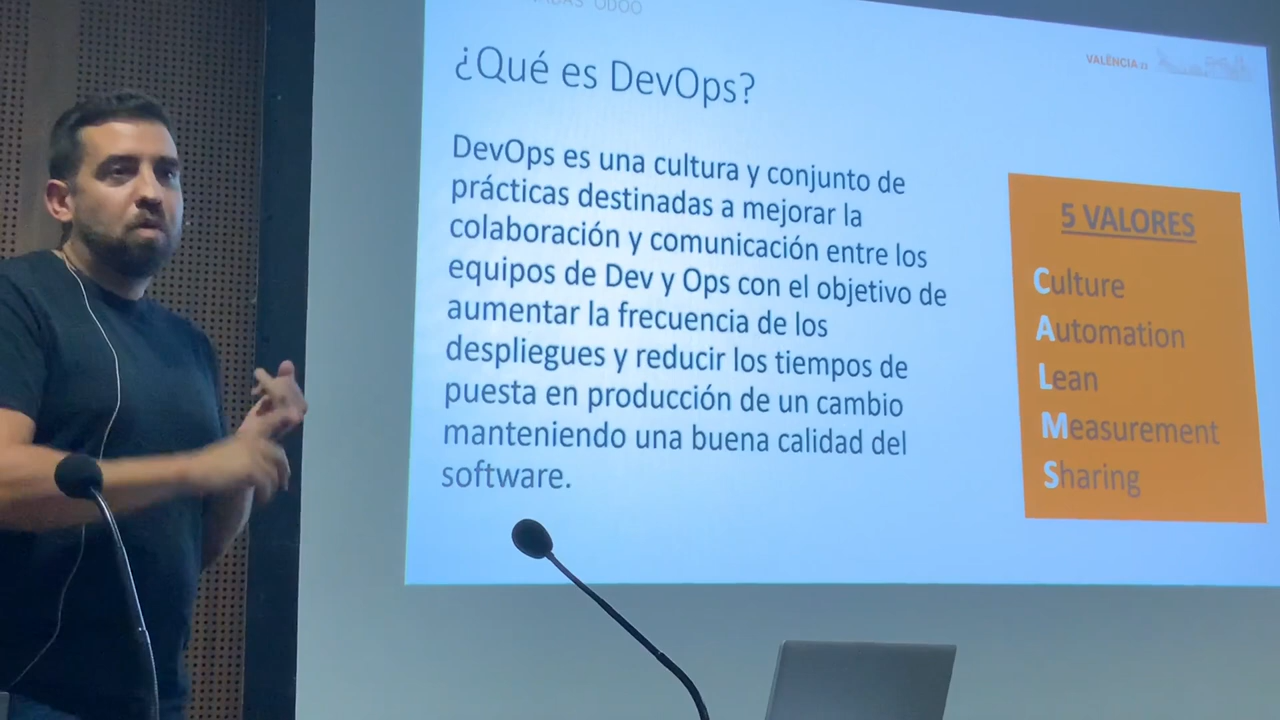 ODOO
VALÈNCIA 22
¿Qué es DevOps?
DevOps es una cultura y conjunto de
prácticas destinadas a mejorar la
colaboración y comunicación entre los
equipos de Dev y Ops con el objetivo de
aumentar la frecuencia de los
despliegues y reducir los tiempos de
puesta en producción de un cambio
manteniendo una buena calidad del
software.
5 VALORES
Culture
Automation
Lean
Measurement
Sharing